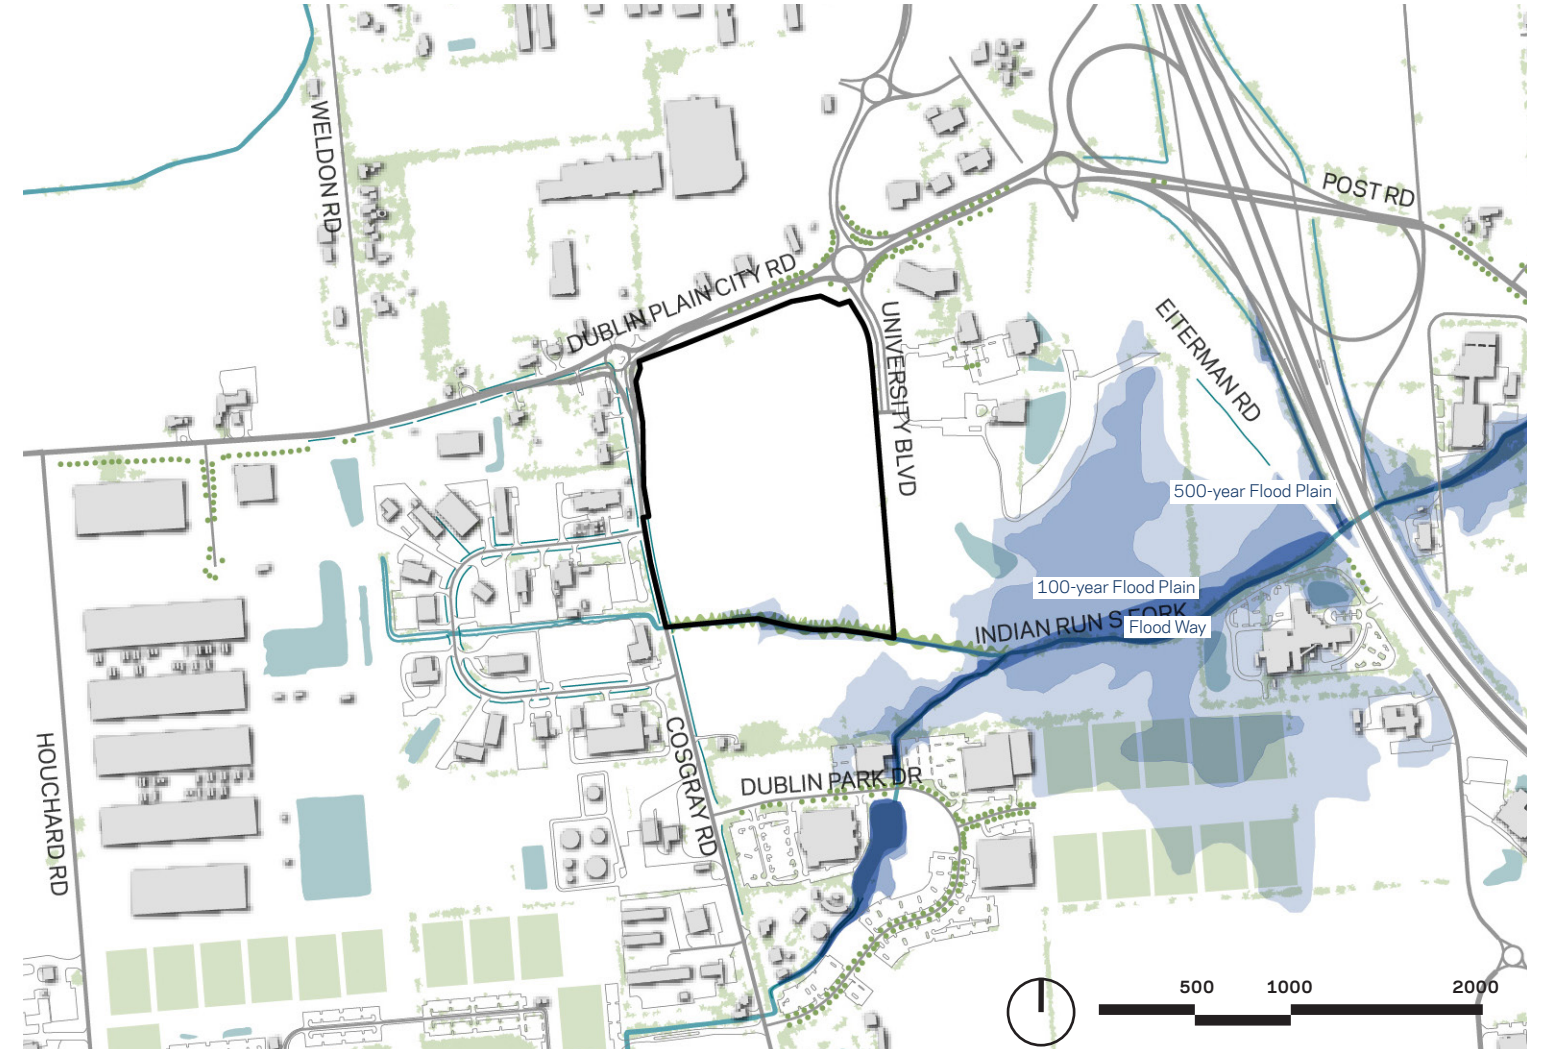 WELDON RD
POST RD
DUBLIN PLAIN CITY RD
UNIVERSITY BLVD
EITERMAN RD
500-year Flood Plain
100-year Flood Plain
INDIAN RUN S FORK
Flood Way
HOUCHARD RD
COSGRAY RD
DUBLIN PARK DR
500 1000 2000